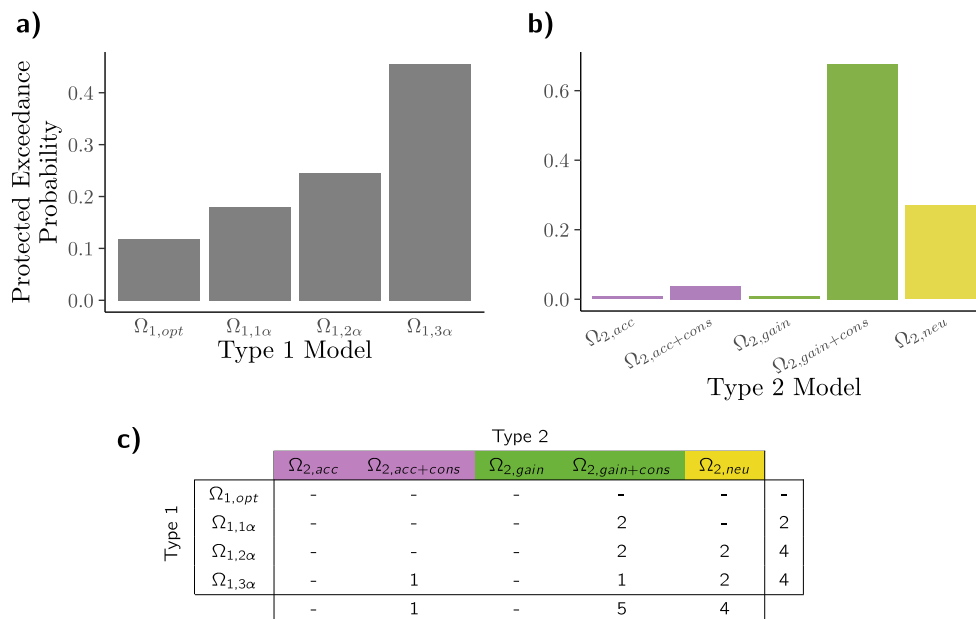 a)
Protected Exceedance
Probability
0.4
0.3
0.2
0.1
0.0
Ω1,opt Ω1,1α Ω1,2α Ω1,3α
Type 1 Model
b)
0.6
0.4
0.2
0.0
Ω2,acc Ω2,acc+cons Ω2,gain Ω2,gain+cons Ω2,neu
Type 2 Model
c)
Type 2
Ω2,acc Ω2,acc+cons Ω2,gain Ω2,gain+cons Ω2,neu
Type 1
Ω1,opt - - - - - -
Ω1,1α - - - 2 - 2
Ω1,2α - - - 2 2 4
Ω1,3α - 1 - 1 2 4
- 1 - 5 4